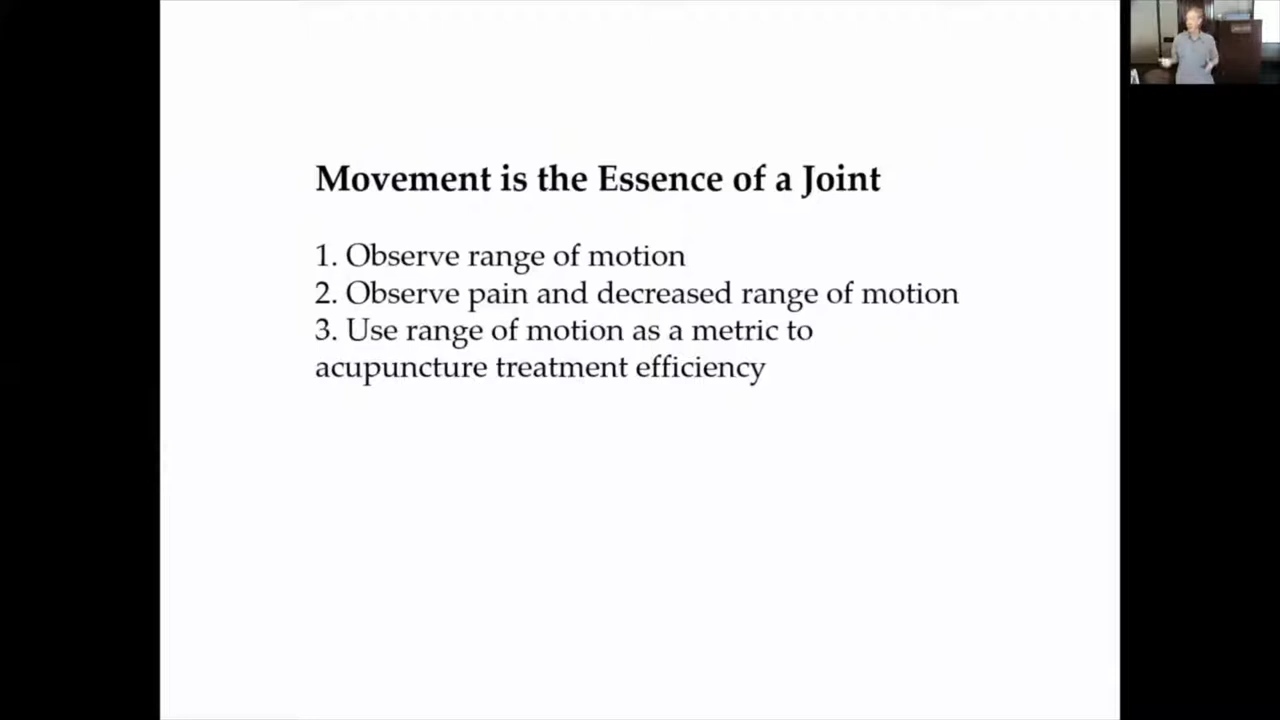 Movement is the Essence of a Joint
1. Observe range of motion
2. Observe pain and decreased range of motion
3. Use range of motion as a metric to
acupuncture treatment efficiency